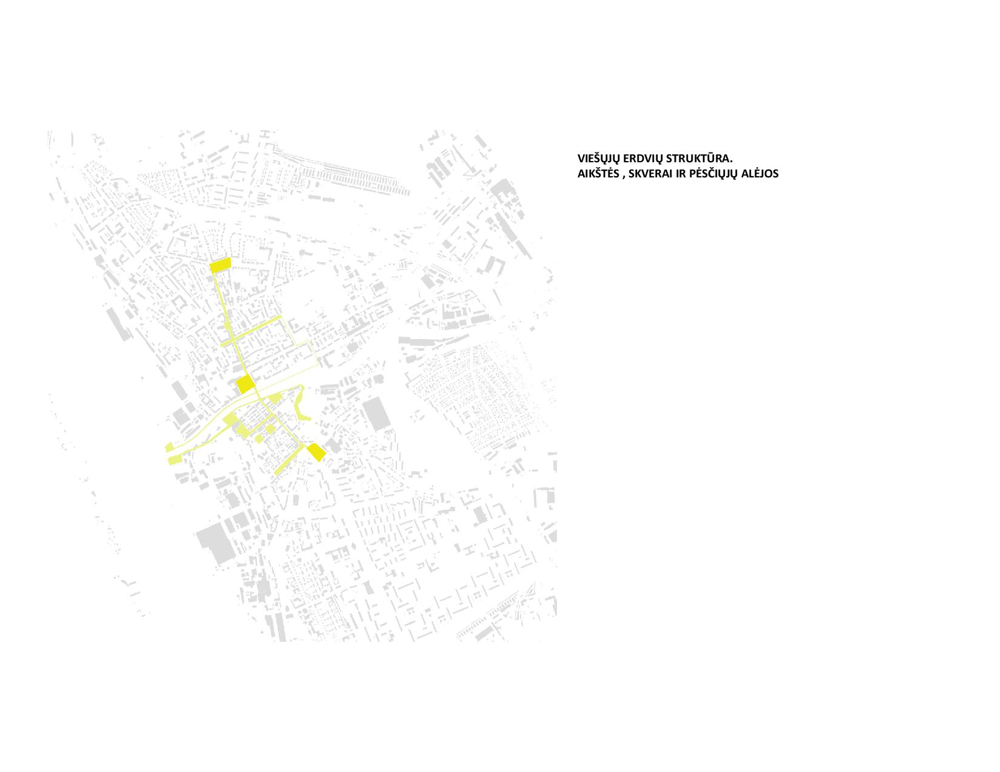 VIEŠŲJŲ ERDVIŲ STRUKTŪRA.
AIKŠTĖS , SKVERAI IR PĖSČIŲJŲ ALĖJOS